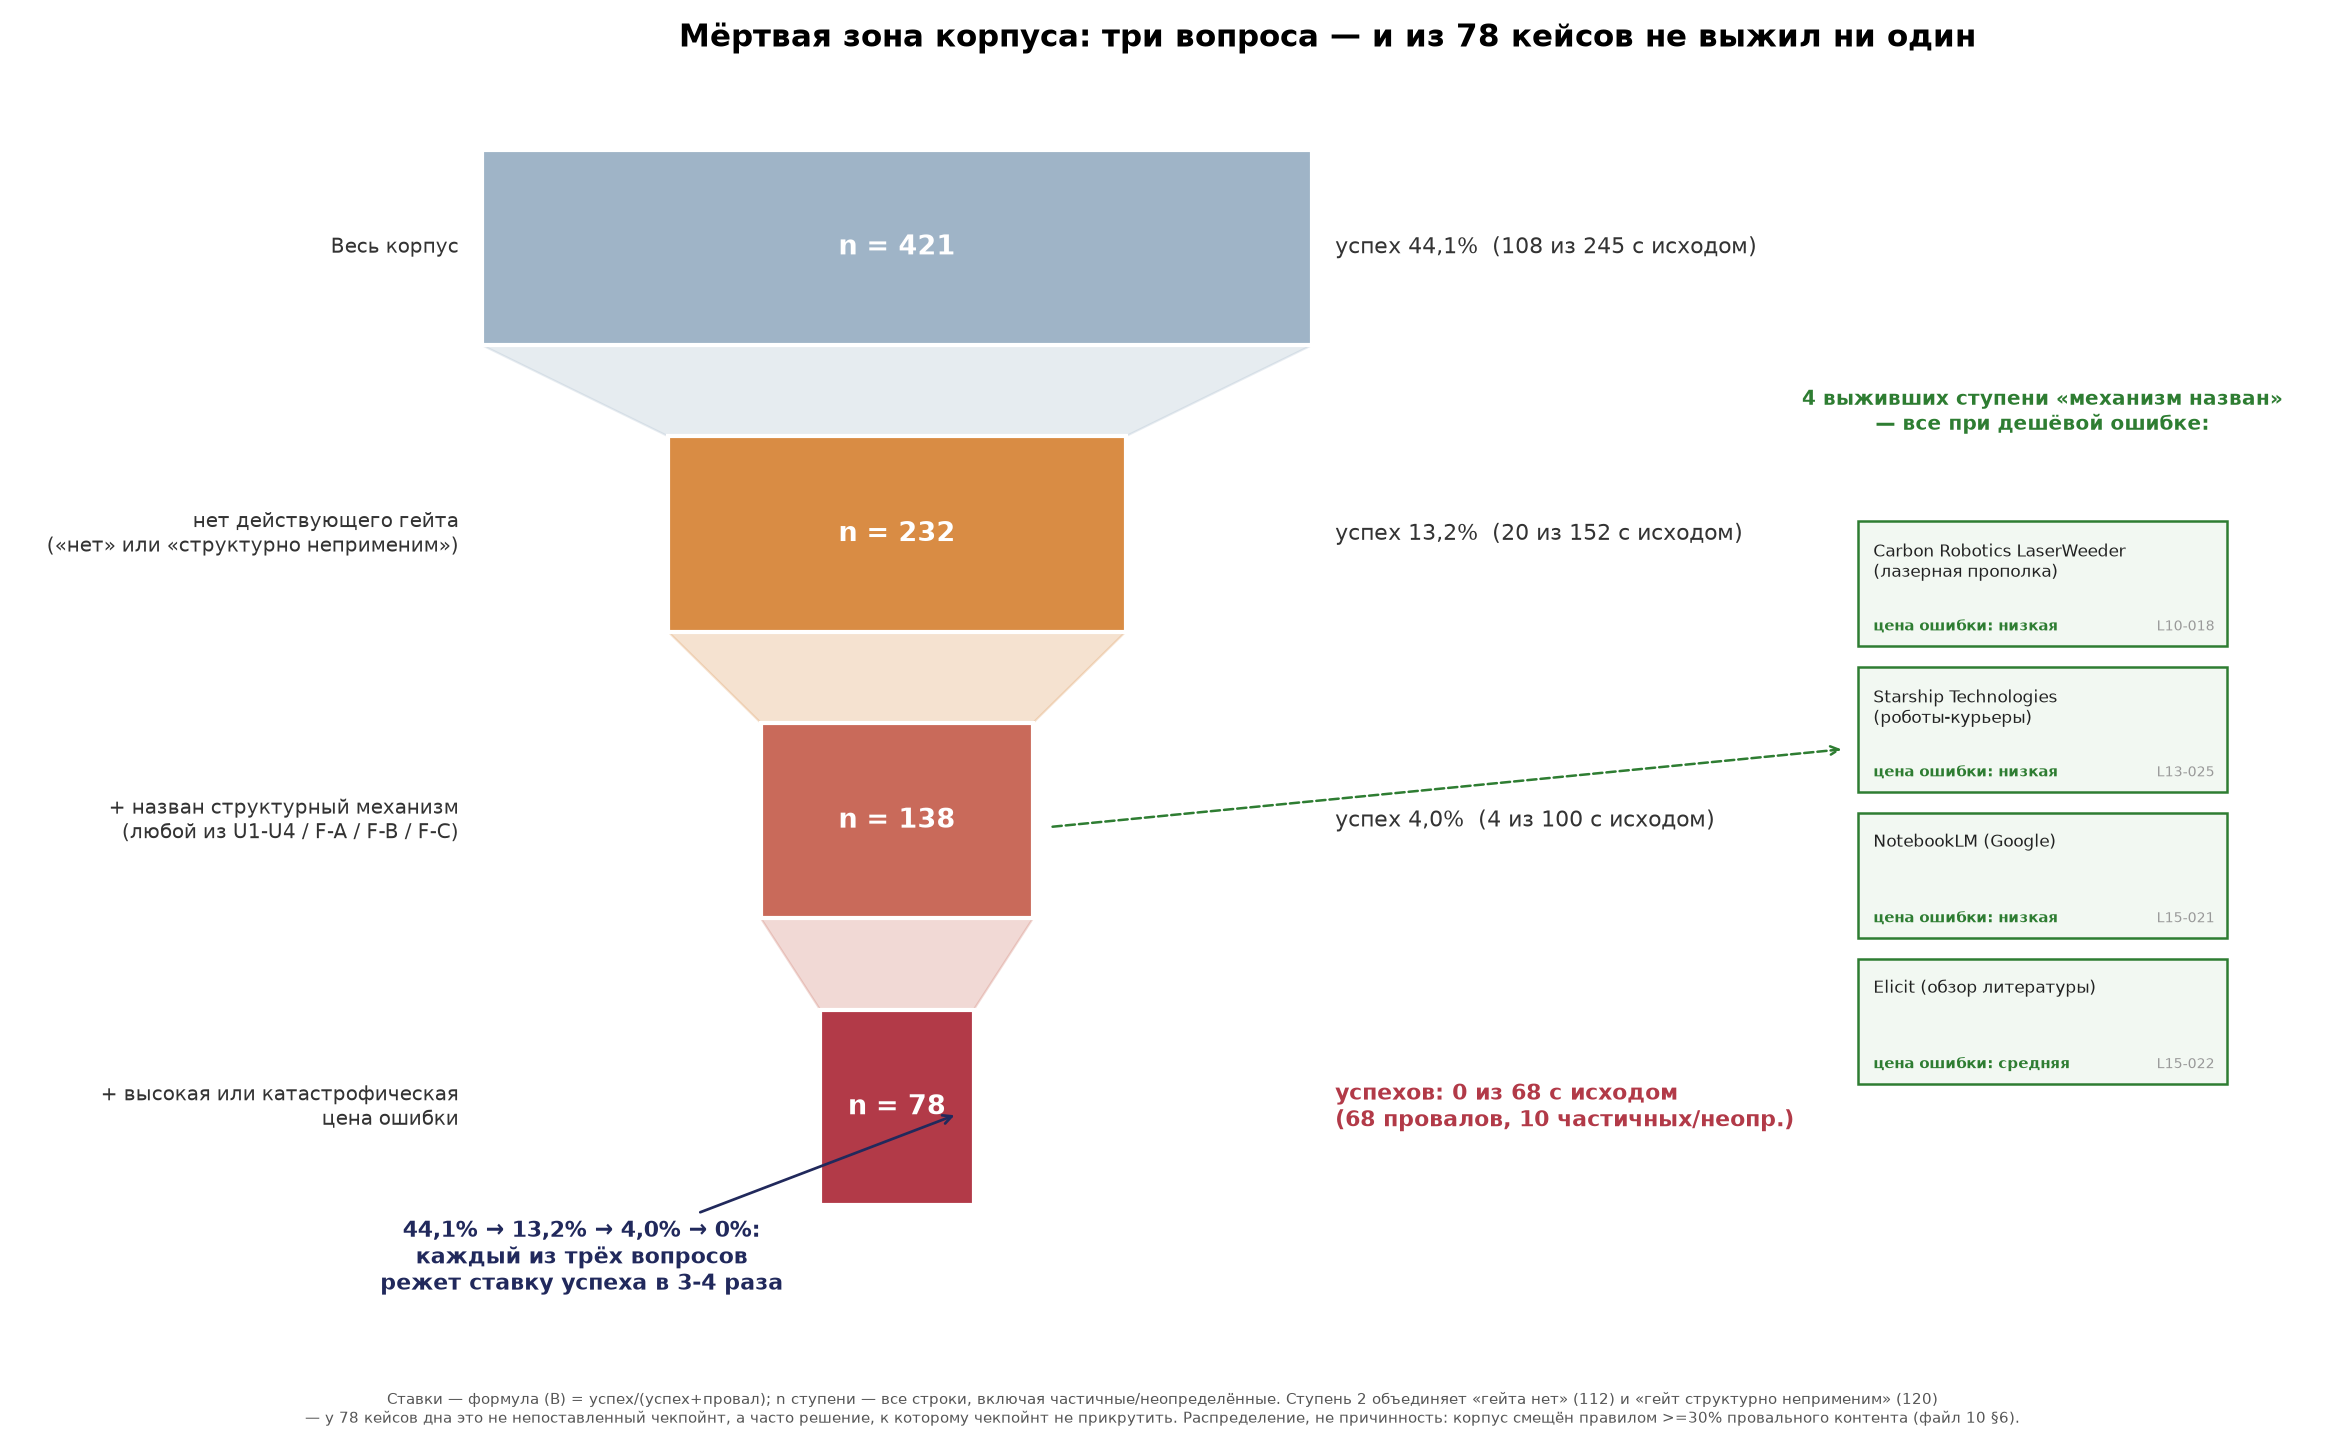 Мёртвая зона корпуса: три вопроса — и из 78 кейсов не выжил ни один
Весь корпус
n = 421
успех 44,1%  (108 из 245 с исходом)
нет действующего гейта
(«нет» или «структурно неприменим»)
n = 232
успех 13,2%  (20 из 152 с исходом)
+ назван структурный механизм
(любой из U1-U4 / F-A / F-B / F-C)
n = 138
успех 4,0%  (4 из 100 с исходом)
+ высокая или катастрофическая
цена ошибки
n = 78
успехов: 0 из 68 с исходом
(68 провалов, 10 частичных/неопр.)
4 выживших ступени «механизм назван»
— все при дешёвой ошибке:
Carbon Robotics LaserWeeder
(лазерная прополка)
цена ошибки: низкая
L10-018
Starship Technologies
(роботы-курьеры)
цена ошибки: низкая
L13-025
NotebookLM (Google)
цена ошибки: низкая
L15-021
Elicit (обзор литературы)
цена ошибки: средняя
L15-022
44,1% → 13,2% → 4,0% → 0%:
каждый из трёх вопросов
режет ставку успеха в 3-4 раза
Ставки — формула (B) = успех/(успех+провал); n ступени — все строки, включая частичные/неопределённые. Ступень 2 объединяет «гейта нет» (112) и «гейт структурно неприменим» (120)
— у 78 кейсов дна это не непоставленный чекпойнт, а часто решение, к которому чекпойнт не прикрутить. Распределение, не причинность: корпус смещён правилом >=30% провального контента (файл 10 §6).